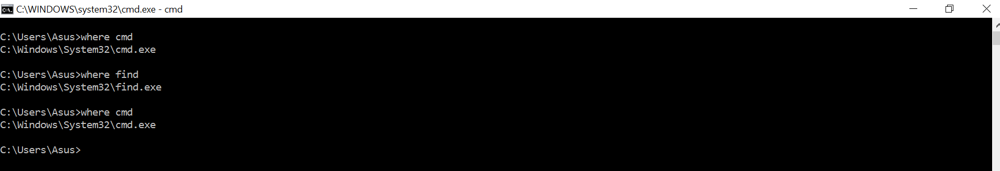 C:\WINDOWS\system32\cmd.exe - cmd
C:\Users\Asus>where cmd
C:\Windows\System32\cmd.exe
C:\Users\Asus>where find
C:\Windows\System32\find.exe
C:\Users\Asus>where cmd
C:\Windows\System32\cmd.exe
C:\Users\Asus>